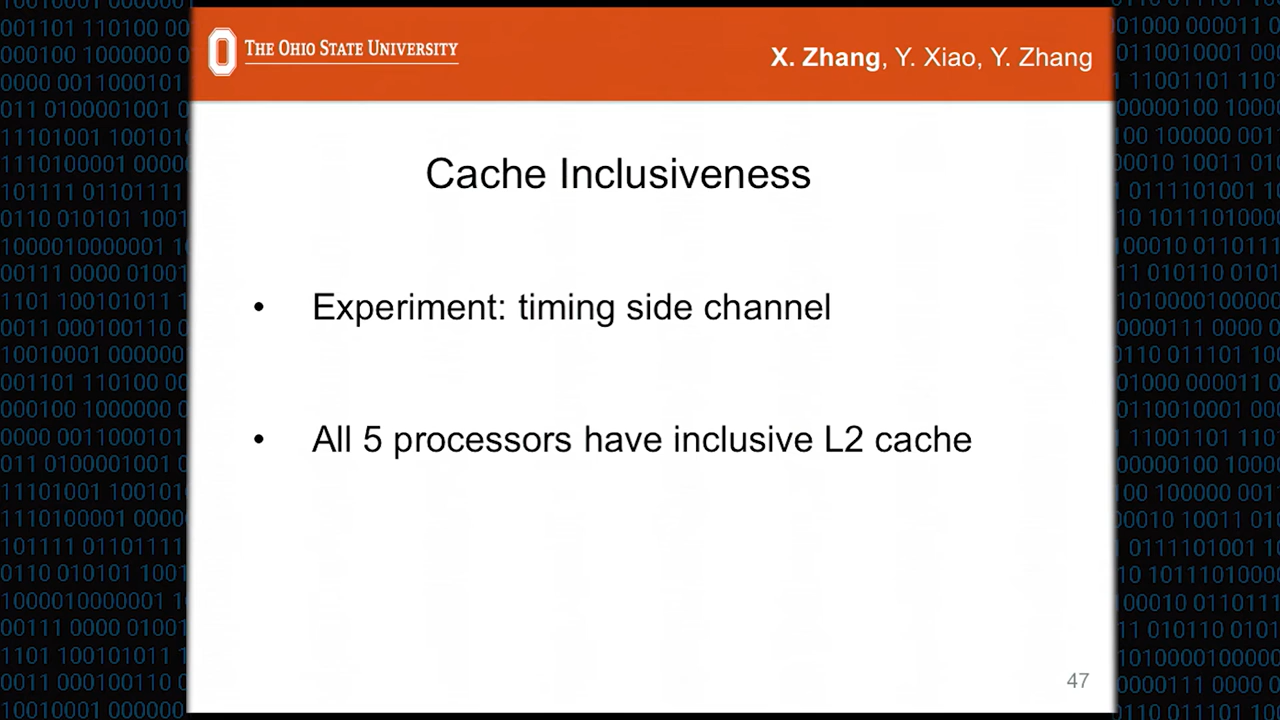 THE OHIO STATE UNIVERSITY
X. Zhang, Y. Xiao, Y. Zhang
Cache Inclusiveness
• Experiment: timing side channel
• All 5 processors have inclusive L2 cache
47